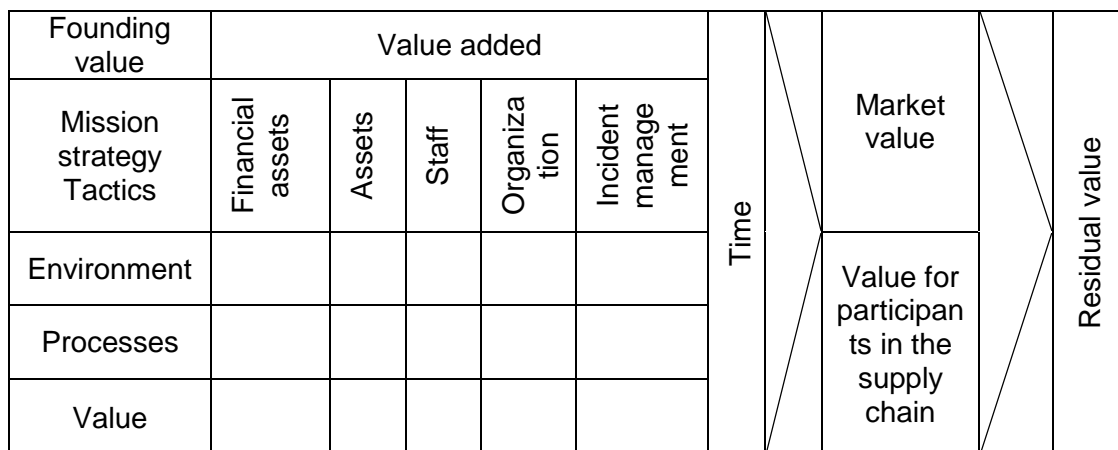 Founding
value
Value added
Mission
strategy
Tactics
Financial
assets
Assets
Staff
Organiza
tion
Incident
manage
ment
Time
Market
value
Residual value
Environment
Processes
Value
Value for
participan
ts in the
supply
chain